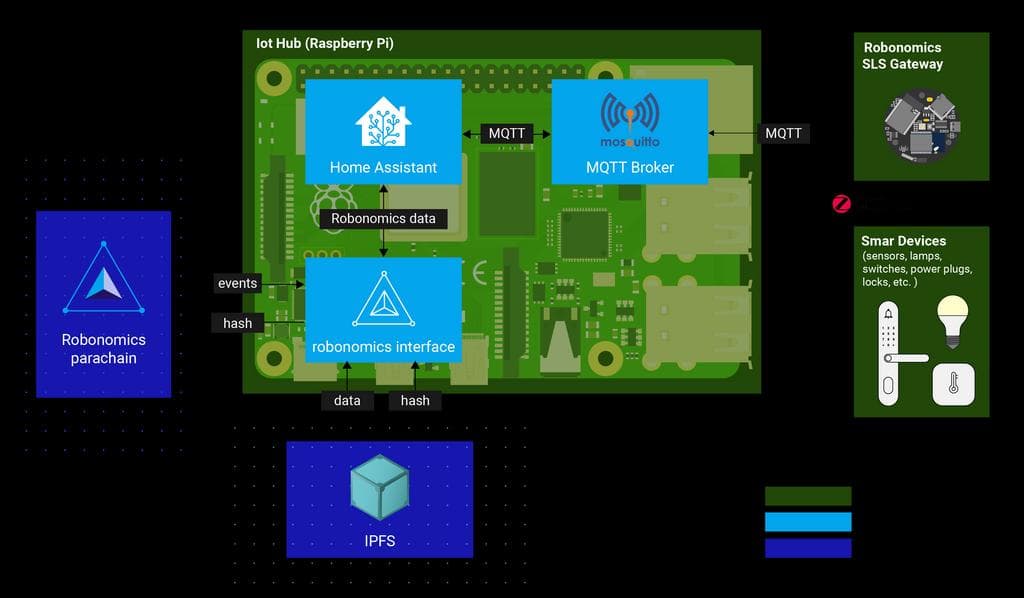 Iot Hub (Raspberry Pi)
Robonomics
SLS Gateway
mosquitto
MQTT
MQTT
Home Assistant
MQTT Broker
Robonomics data
Smar Devices
(sensors, lamps,
switches, power plugs,
locks, etc. )
events
hash
Robonomics
parachain
robonomics interface
data
hash
IPFS